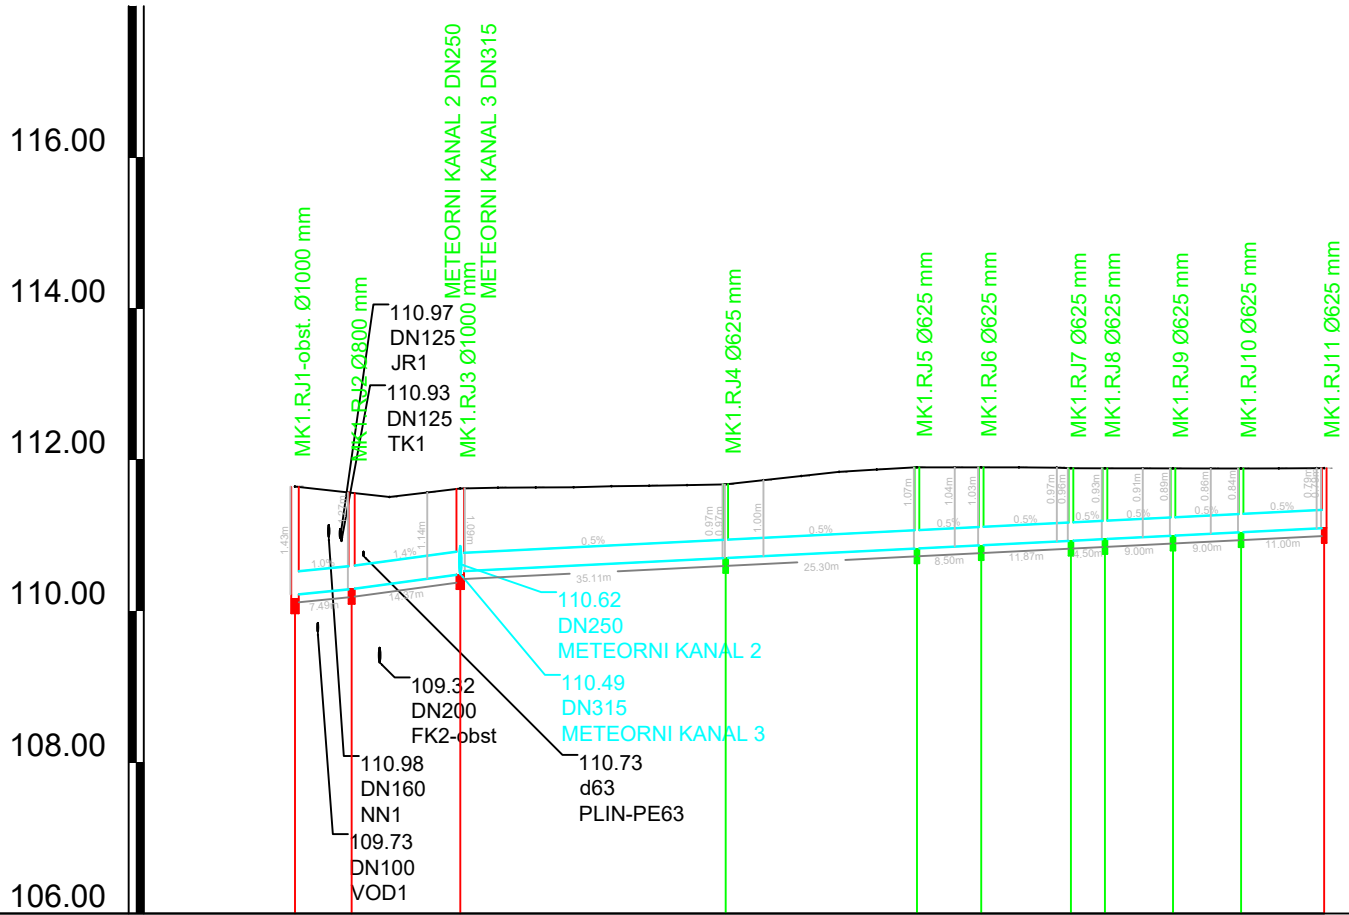 METEORNI KANAL 2 DN250
METEORNI KANAL 3 DN315
116.00
114.00
112.00
110.00
108.00
106.00
MK1.RJ1-obst. Ø1000 mm
MK1.RJ2 Ø800 mm
MK1.RJ3 Ø1000 mm
MK1.RJ4 Ø625 mm
MK1.RJ5 Ø625 mm
MK1.RJ6 Ø625 mm
MK1.RJ7 Ø625 mm
MK1.RJ8 Ø625 mm
MK1.RJ9 Ø625 mm
MK1.RJ10 Ø625 mm
MK1.RJ11 Ø625 mm
110.97
DN125
JR1
110.93
DN125
TK1
1.43m
1.14m
1.09m
0.97m
0.97m
1.00m
1.07m
1.04m
1.03m
0.97m
0.96m
0.93m
0.91m
0.89m
0.86m
0.84m
0.79m
1.0%
1.4%
0.5%
0.5%
0.5%
0.5%
0.5%
0.5%
0.5%
0.5%
7.49m
14.37m
35.11m
25.30m
8.50m
11.87m
4.50m
9.00m
9.00m
11.00m
110.62
DN250
METEORNI KANAL 2
110.49
DN315
METEORNI KANAL 3
109.32
DN200
FK2-obst
110.73
d63
PLIN-PE63
110.98
DN160
NN1
109.73
DN100
VOD1